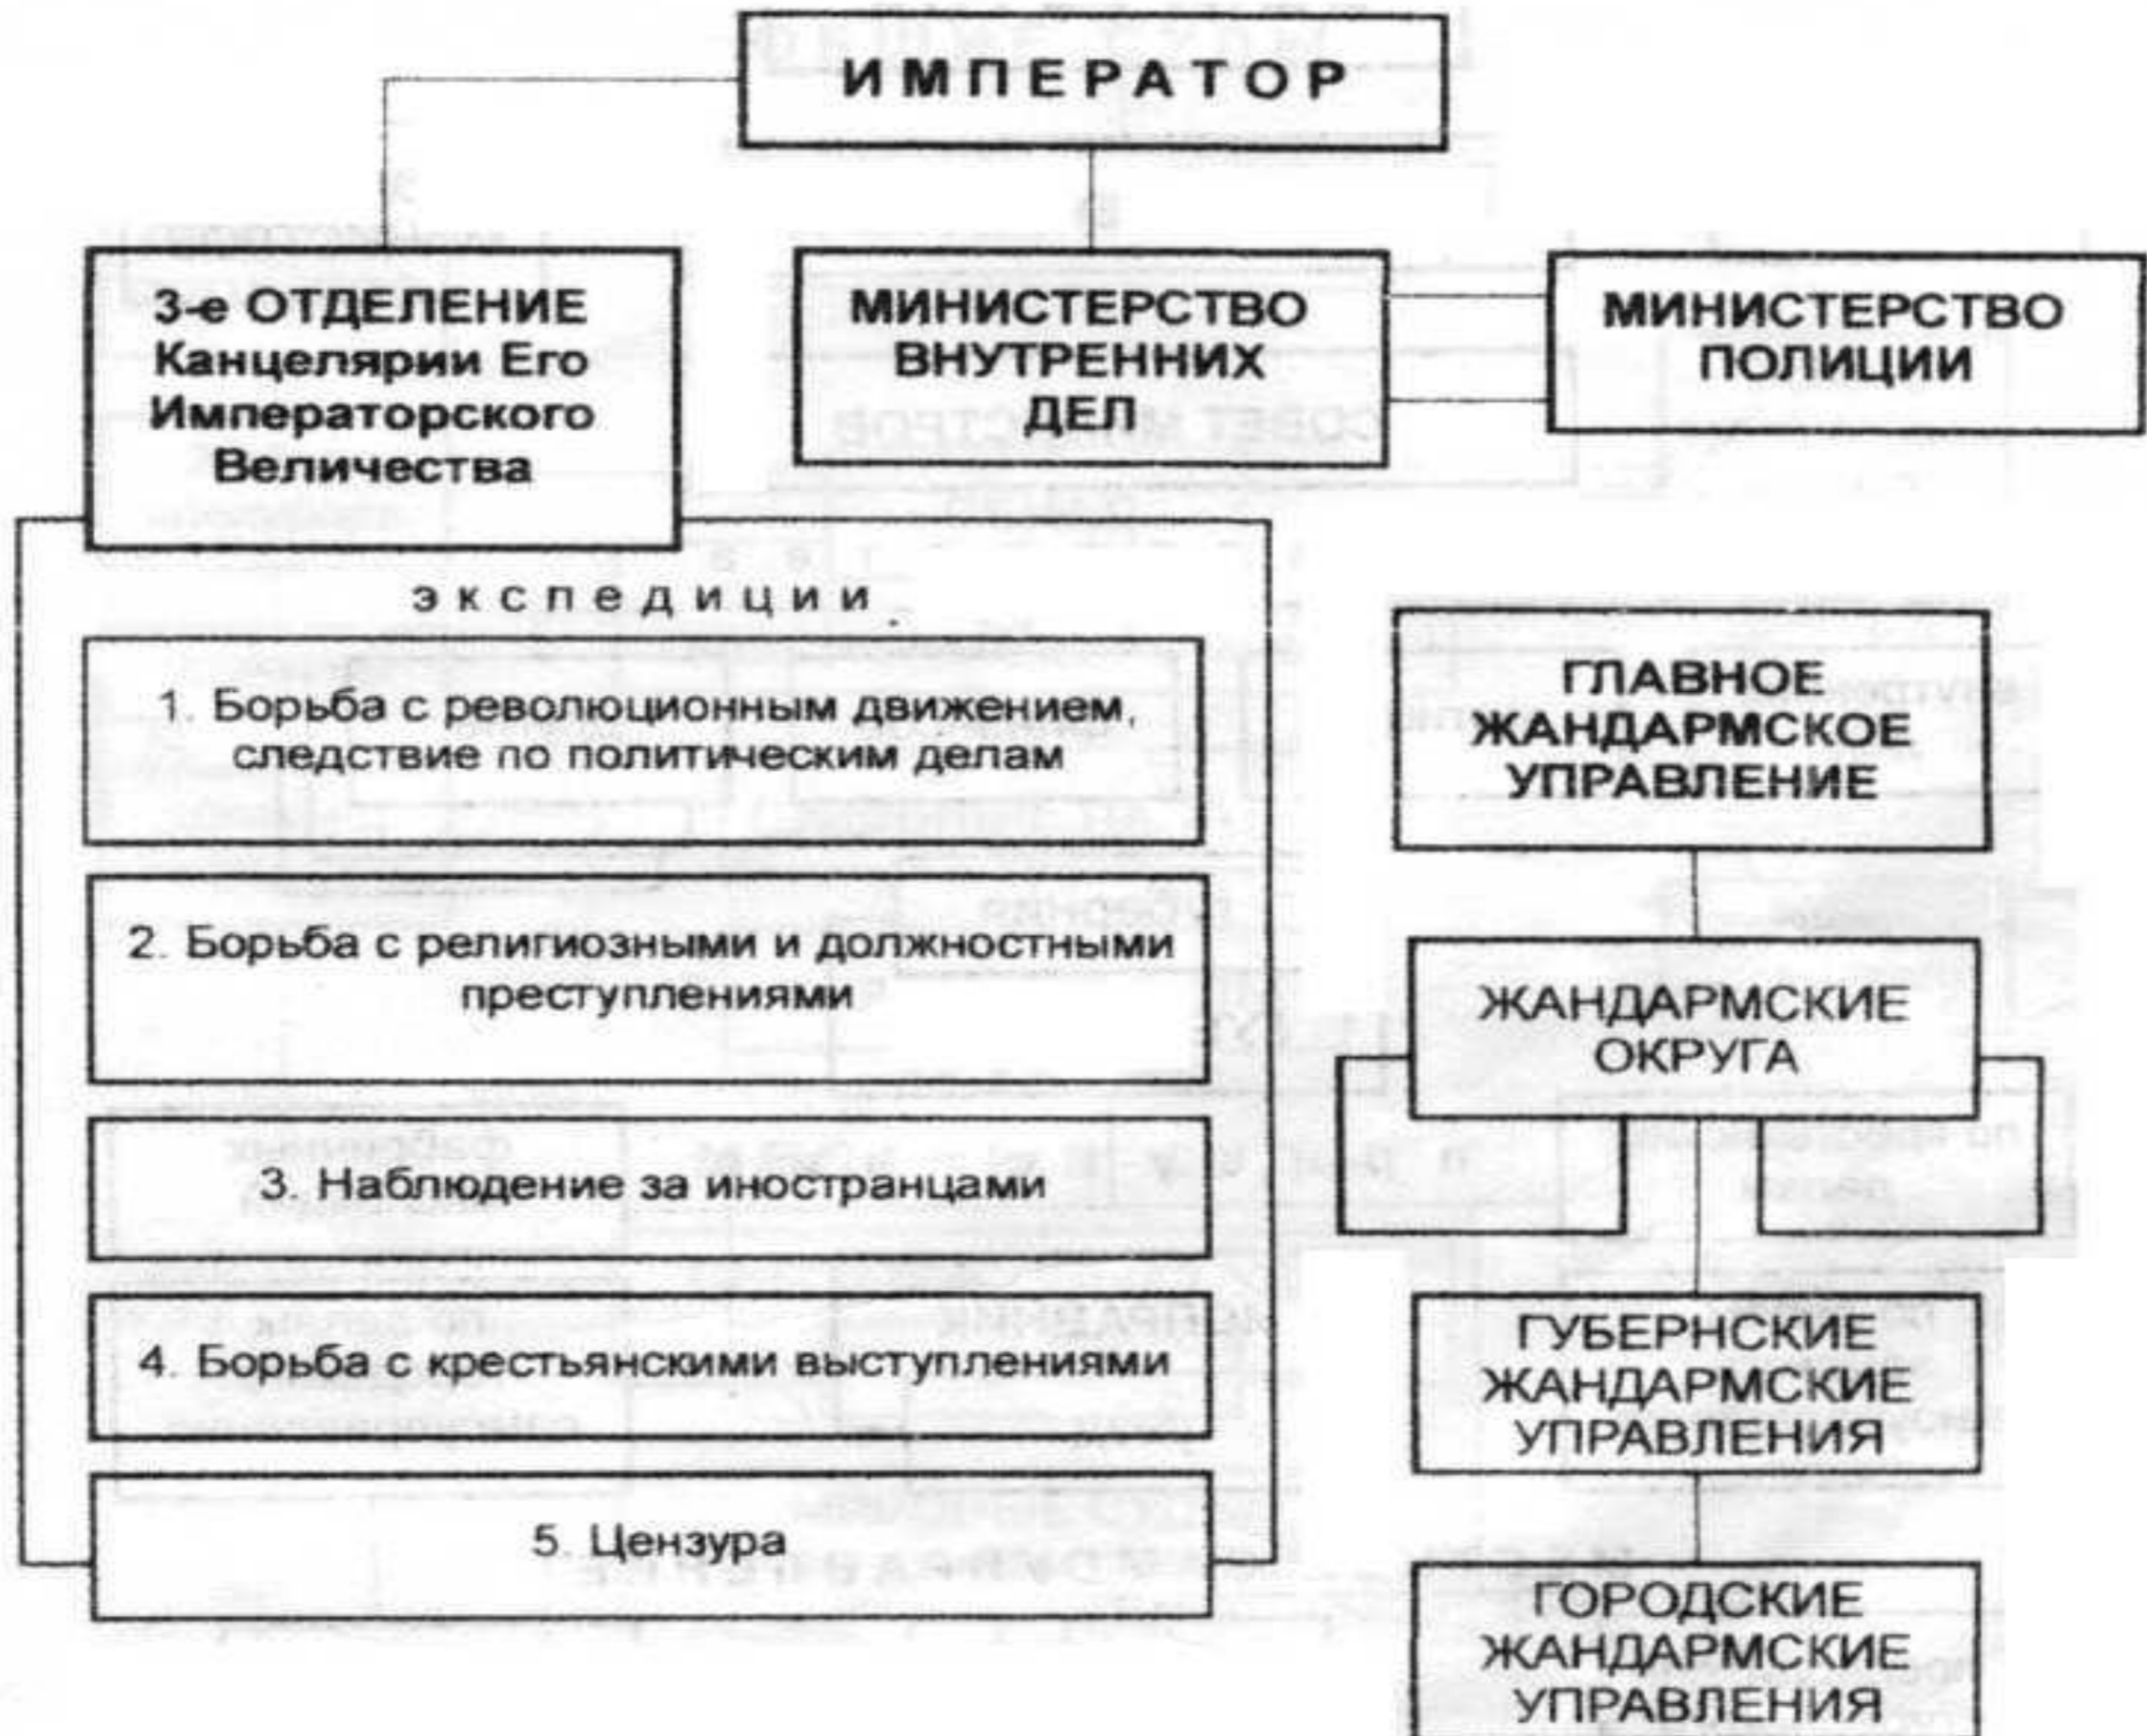 ИМПЕРАТОР
3-е ОТДЕЛЕНИЕ
Канцелярии Его
Императорского
Величества
МИНИСТЕРСТВО
ВНУТРЕННИХ
ДЕЛ
МИНИСТЕРСТВО
ПОЛИЦИИ
экспедиции
1. Борьба с революционным движением,
следствие по политическим делам
2. Борьба с религиозными и должностными
преступлениями
3. Наблюдение за иностранцами
4. Борьба с крестьянскими выступлениями
5. Цензура
ГЛАВНОЕ
ЖАНДАРМСКОЕ
УПРАВЛЕНИЕ
ЖАНДАРМСКИЕ
ОКРУГА
ГУБЕРНСКИЕ
ЖАНДАРМСКИЕ
УПРАВЛЕНИЯ
ГОРОДСКИЕ
ЖАНДАРМСКИЕ
УПРАВЛЕНИЯ